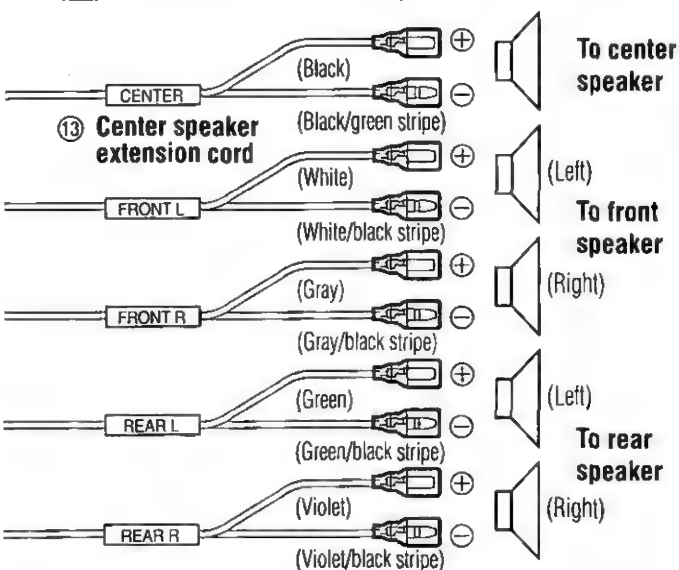 (Black) ⊕
To center
speaker
CENTER
(Black/green stripe) ⊖
⑬ Center speaker
extension cord
(White) ⊕
(Left)
FRONT L
(White/black stripe) ⊖
To front
speaker
(Gray) ⊕
(Right)
FRONT R
(Gray/black stripe) ⊖
(Green) ⊕
(Left)
REAR L
(Green/black stripe) ⊖
To rear
speaker
(Violet) ⊕
(Right)
REAR R
(Violet/black stripe) ⊖